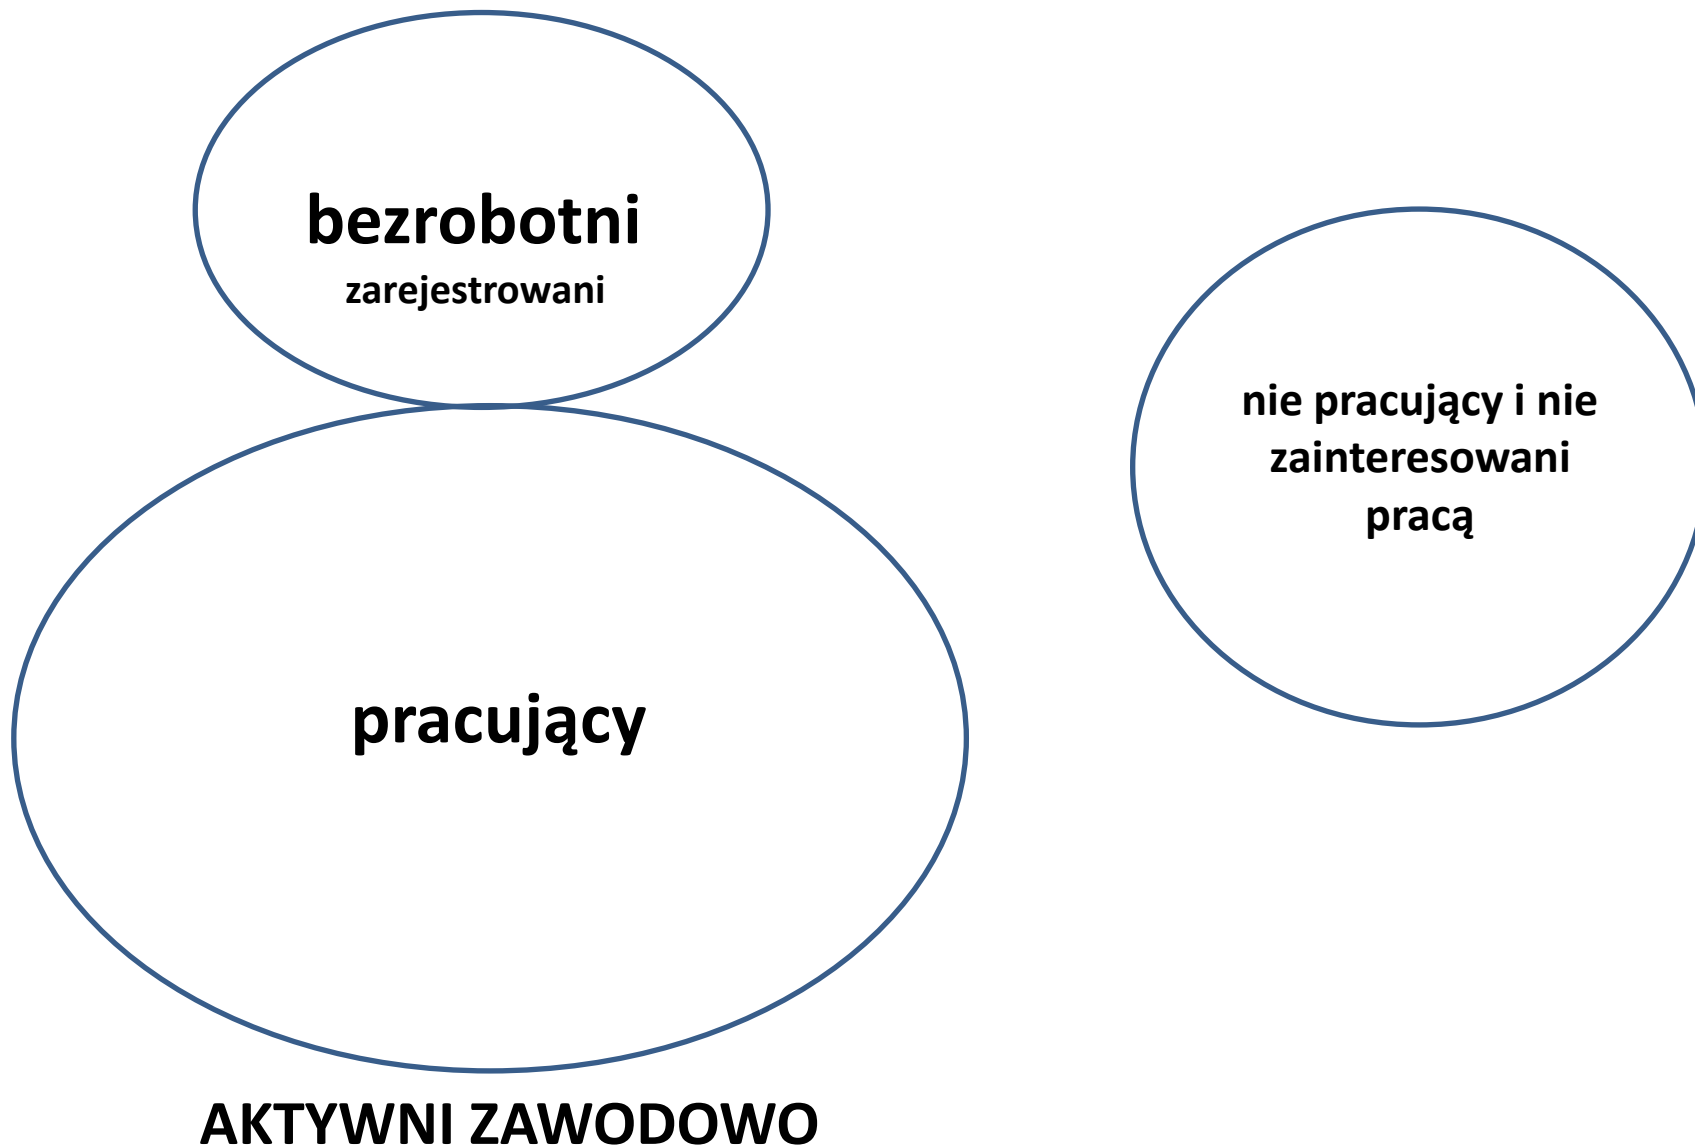 bezrobotni
zarejestrowani
nie pracujący i nie
zainteresowani
pracą
pracujący
AKTYWNI ZAWODOWO